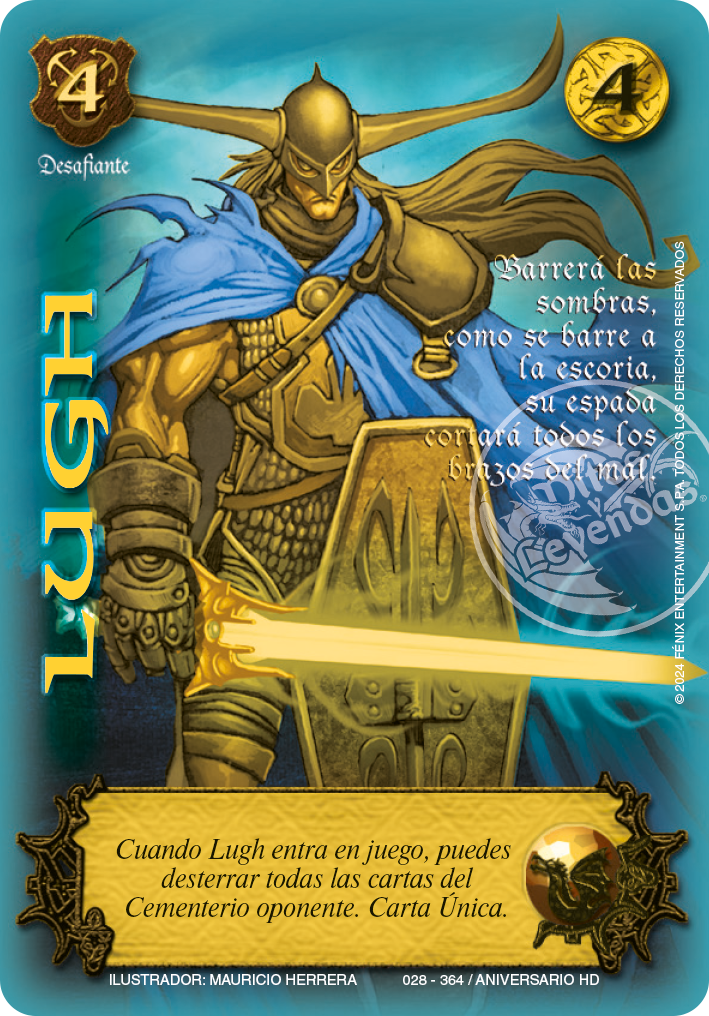 4
4
Desafiante
LUGH
Barrerá las
sombras,
como se barre a
la escoria,
su espada
cortará todos los
brazos del mal.
Mitos
y
Leyendas
®
©2024 FÉNIX ENTERTAINMENT S.PA. TODOS LOS DERECHOS RESERVADOS
Cuando Lugh entra en juego, puedes
desterrar todas las cartas del
Cementerio oponente. Carta Única.
ILUSTRADOR: MAURICIO HERRERA 028 - 364 / ANIVERSARIO HD